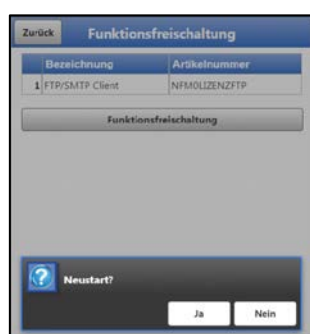 Zurück Funktionsfreischaltung
Bezeichnung Artikelnummer
1 FTP/SMTP Client NFM0LIZENZFTP
Funktionsfreischaltung
Neustart?
Ja Nein